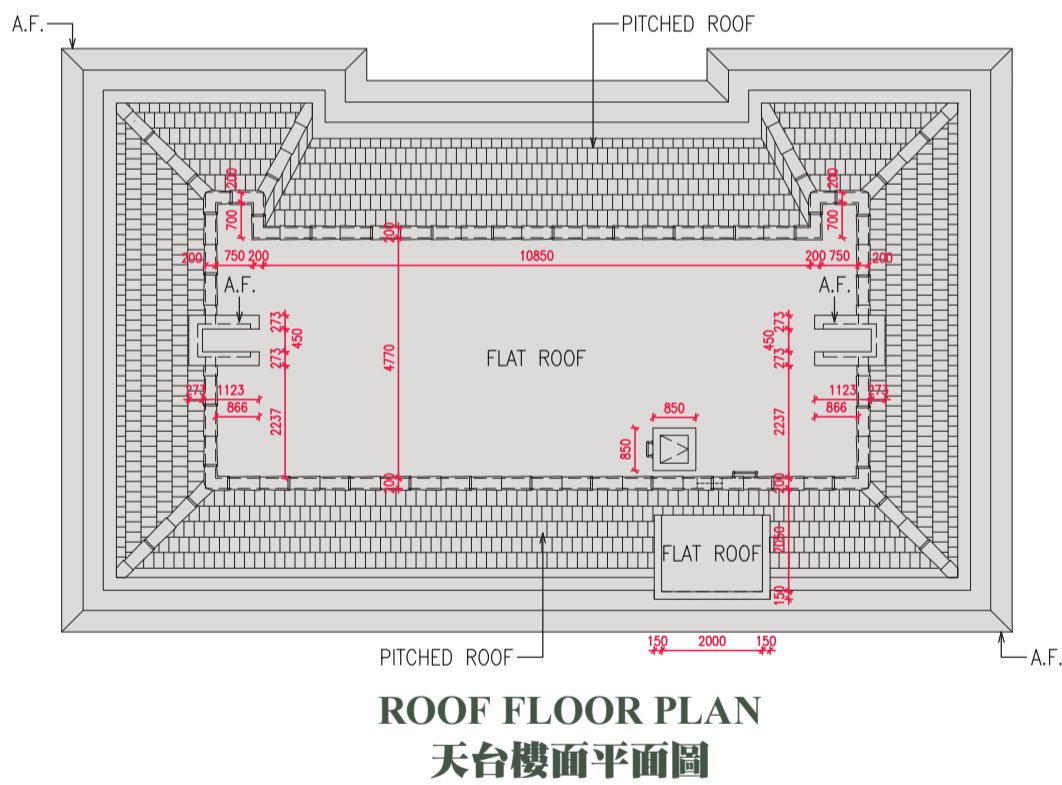 A.F.
PITCHED ROOF
200
200
700
700
200
200 750 200 10850 200 750 200
A.F.
A.F.
273
450
273
4770
FLAT ROOF
273
450
273
273 1123
866
2237
1123 273
866
2237
850
850
200
200
FLAT ROOF
2050
150
150 2000 150
PITCHED ROOF
A.F.
ROOF FLOOR PLAN
天台樓面平面圖